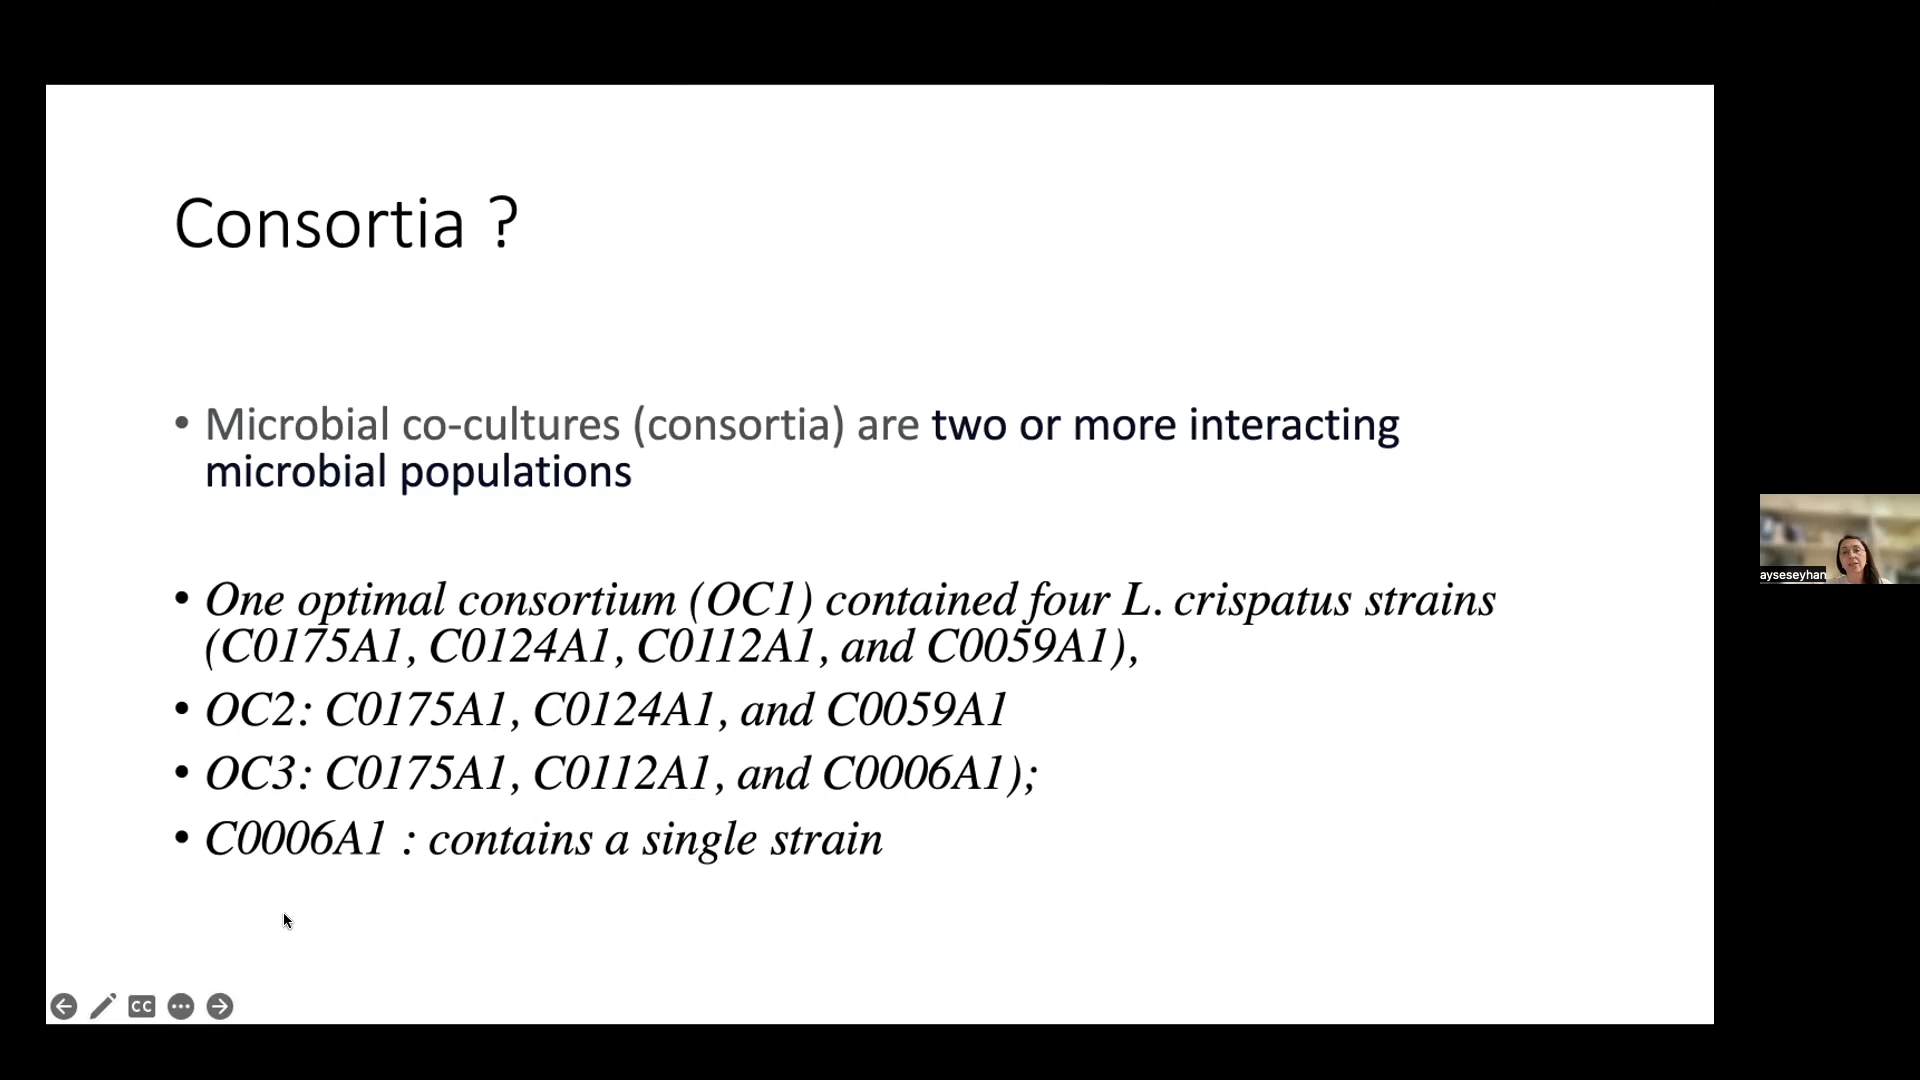 Consortia ?
• Microbial co-cultures (consortia) are two or more interacting
microbial populations
• One optimal consortium (OC1) contained four L. crispatus strains
(C0175A1, C0124A1, C0112A1, and C0059A1),
• OC2: C0175A1, C0124A1, and C0059A1
• OC3: C0175A1, C0112A1, and C0006A1);
• C0006A1 : contains a single strain
CC
ayseseyhan